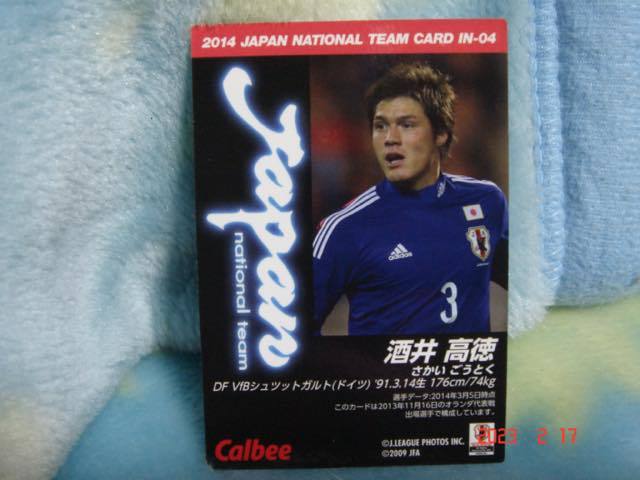 2014 JAPAN NATIONAL TEAM CARD IN-04
Japan
national team
3
酒井 高徳
さかい ごうとく
DF VfBシュツットガルト(ドイツ) '91.3.14生 176cm/74kg
選手データ:2014年3月5日時点
このカードは2013年11月16日のオランダ代表戦
出場選手で構成しています。
Calbee
©J.LEAGUE PHOTOS INC.
©2009 JFA
2023 2 17